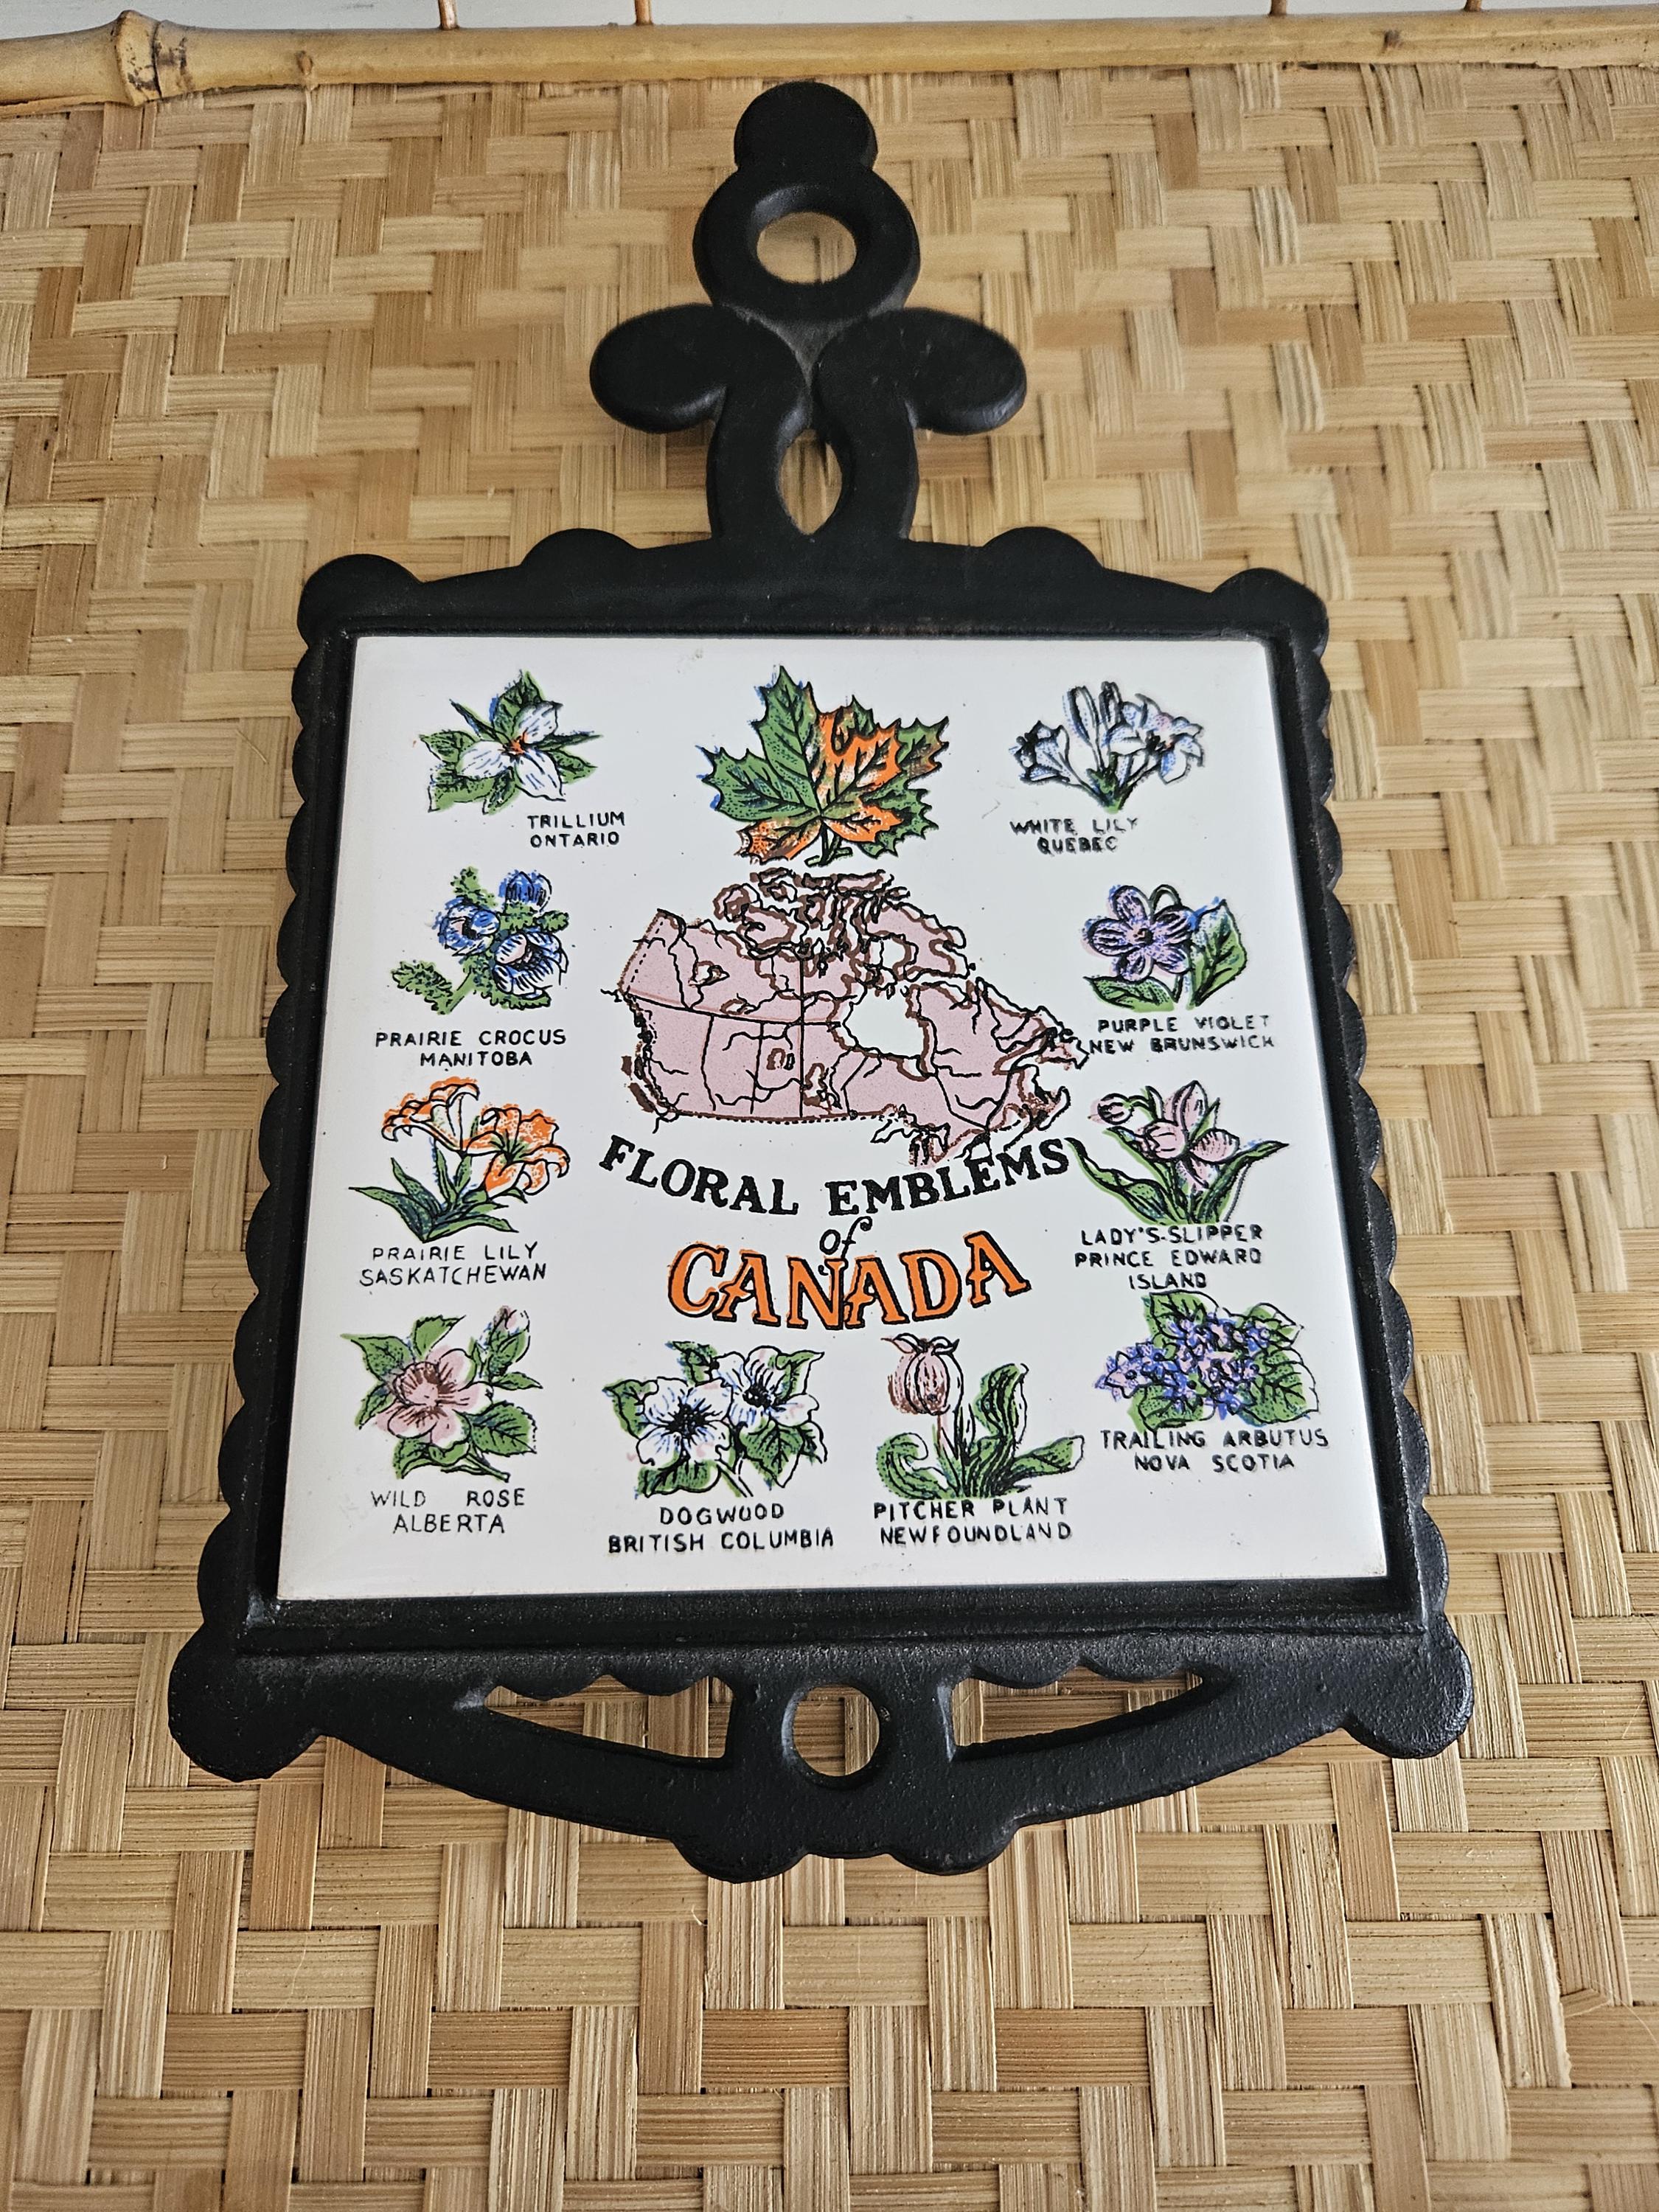 TRILLIUM
ONTARIO
WHITE LILY
QUEBEC
PRAIRIE CROCUS
MANITOBA
PURPLE VIOLET
NEW BRUNSWICK
PRAIRIE LILY
SASKATCHEWAN
LADY'S-SLIPPER
PRINCE EDWARD
ISLAND
FLORAL EMBLEMS
of
CANADA
WILD ROSE
ALBERTA
DOGWOOD
BRITISH COLUMBIA
PITCHER PLANT
NEWFOUNDLAND
TRAILING ARBUTUS
NOVA SCOTIA